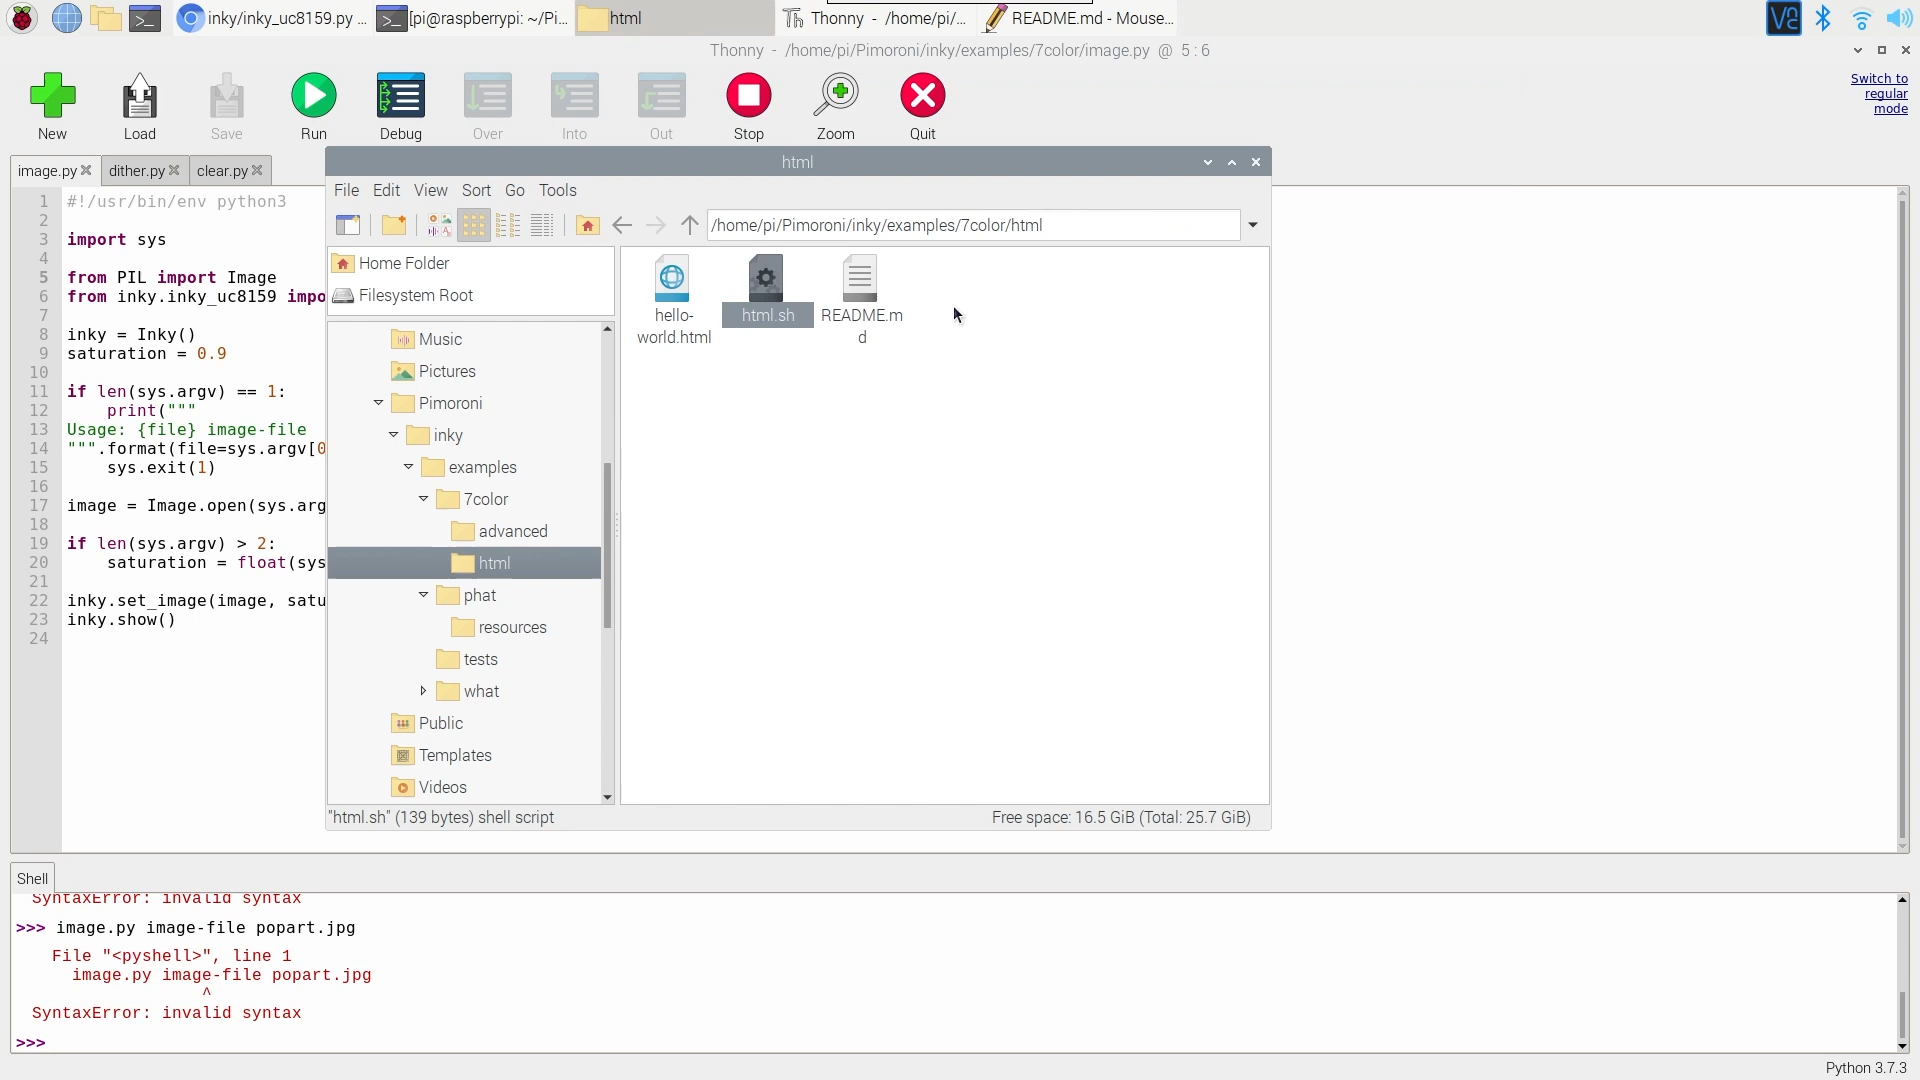 inky/inky_uc8159.py ...
[pi@raspberrypi: ~/Pi...
html
Thonny - /home/pi/...
README.md - Mouse...
Thonny - /home/pi/Pimoroni/inky/examples/7color/image.py @ 5 : 6
New
Load
Save
Run
Debug
Over
Into
Out
Stop
Zoom
Quit
Switch to
regular
mode
image.py
dither.py
clear.py
1 #!/usr/bin/env python3
2
3 import sys
4
5 from PIL import Image
6 from inky.inky_uc8159 impo
7
8 inky = Inky()
9 saturation = 0.9
10
11 if len(sys.argv) == 1:
12 print("""
13 Usage: {file} image-file
14 """.format(file=sys.argv[0
15 sys.exit(1)
16
17 image = Image.open(sys.arg
18
19 if len(sys.argv) > 2:
20 saturation = float(sys
21
22 inky.set_image(image, satu
23 inky.show()
24
html
File Edit View Sort Go Tools
/home/pi/Pimoroni/inky/examples/7color/html
Home Folder
Filesystem Root
Music
Pictures
Pimoroni
inky
examples
7color
advanced
html
phat
resources
tests
what
Public
Templates
Videos
hello-
world.html
html.sh
README.m
d
"html.sh" (139 bytes) shell script
Free space: 16.5 GiB (Total: 25.7 GiB)
Shell
SyntaxError: invalid syntax
>>> image.py image-file popart.jpg
File "<pyshell>", line 1
image.py image-file popart.jpg
^
SyntaxError: invalid syntax
>>>
Python 3.7.3